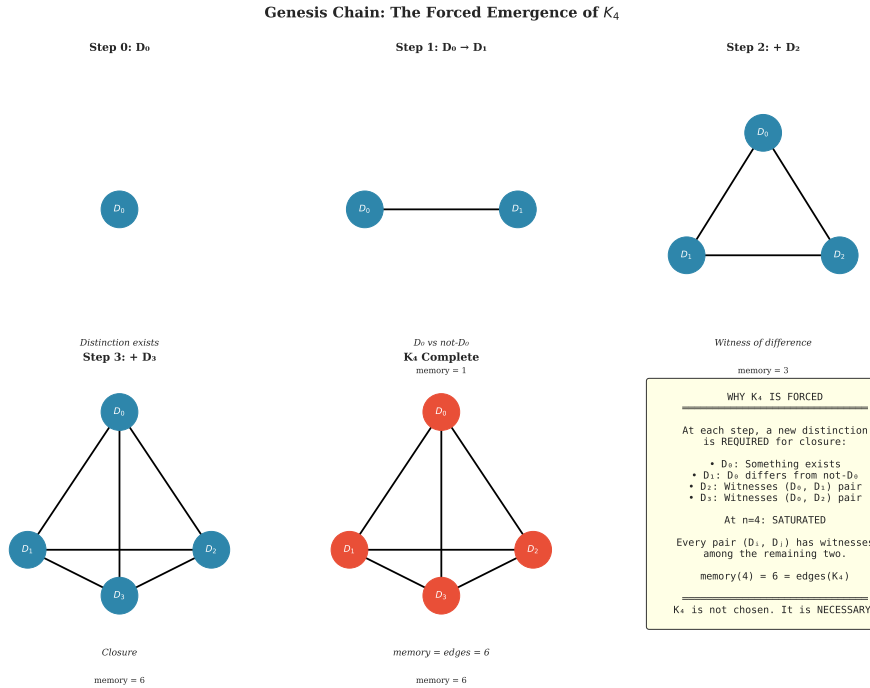 Genesis Chain: The Forced Emergence of K₄
Step 0: D₀
Step 1: D₀ → D₁
Step 2: + D₂
D₀
D₀
D₁
D₀
D₁
D₂
Distinction exists
D₀ vs not-D₀
Witness of difference
memory = 1
memory = 3
Step 3: + D₃
K₄ Complete
D₀
D₁
D₂
D₃
D₀
D₁
D₂
D₃
Closure
memory = edges = 6
memory = 6
memory = 6
WHY K₄ IS FORCED
At each step, a new distinction
is REQUIRED for closure:
• D₀: Something exists
• D₁: D₀ differs from not-D₀
• D₂: Witnesses (D₀, D₁) pair
• D₃: Witnesses (D₀, D₂) pair
At n=4: SATURATED
Every pair (Dᵢ, Dⱼ) has witnesses
among the remaining two.
memory(4) = 6 = edges(K₄)
K₄ is not chosen. It is NECESSARY